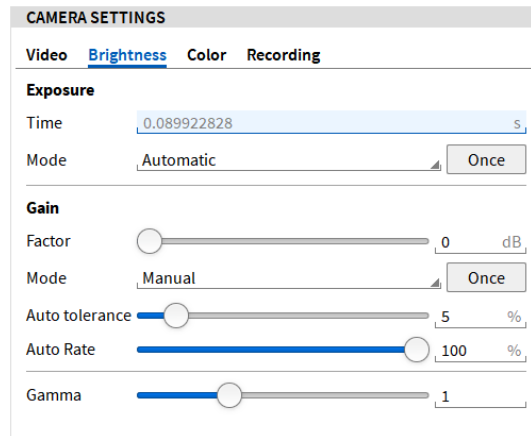 CAMERA SETTINGS
Video Brightness Color Recording
Exposure
Time 0.089922828 s
Mode Automatic Once
Gain
Factor 0 dB
Mode Manual Once
Auto tolerance 5 %
Auto Rate 100 %
Gamma 1